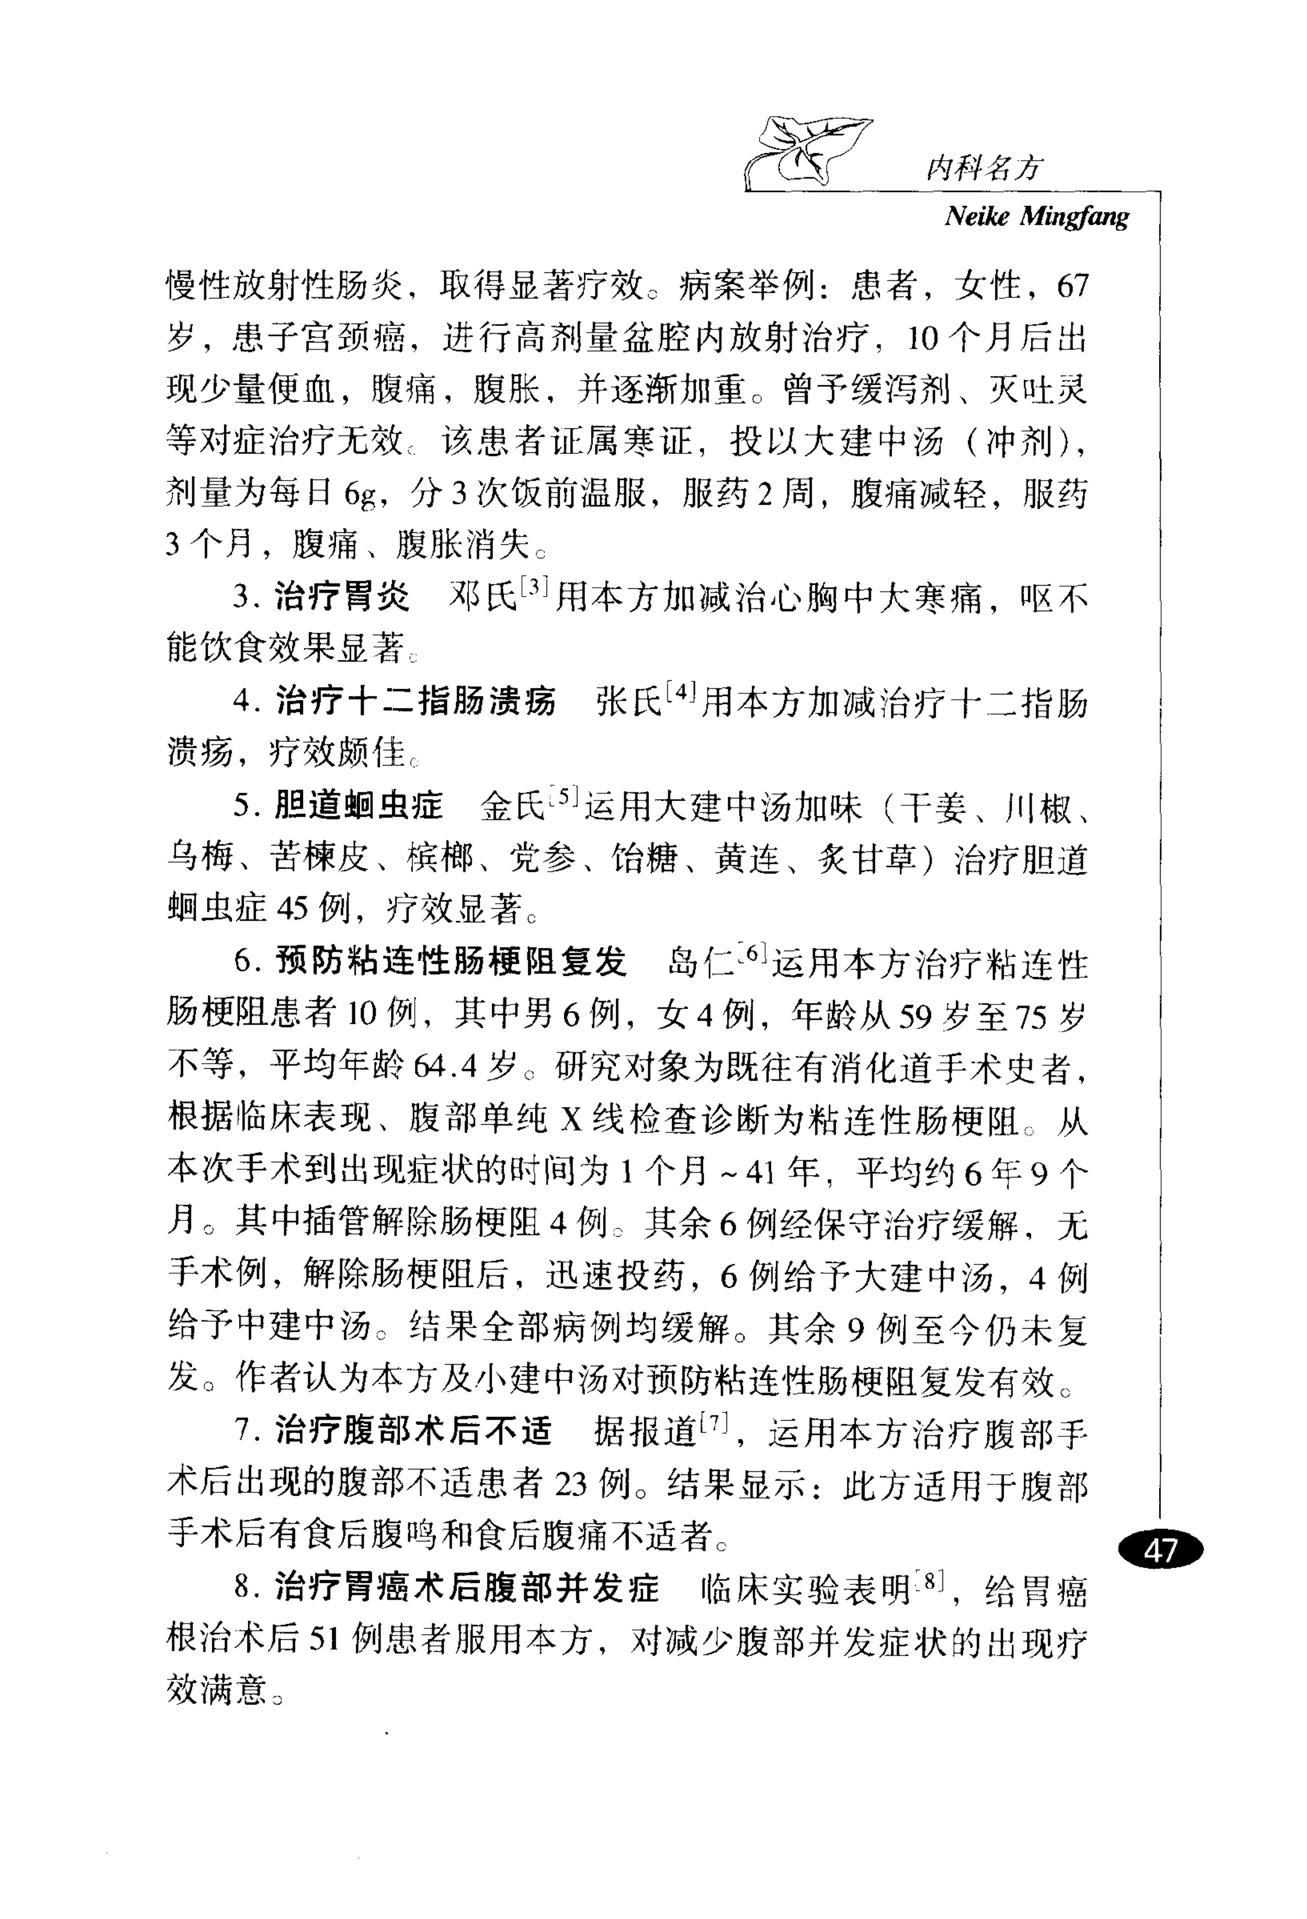 内科名方
Neike Mingfang
慢性放射性肠炎，取得显著疗效。病案举例：患者，女性，67
岁，患子宫颈癌，进行高剂量盆腔内放射治疗，10个月后出
现少量便血，腹痛，腹胀，并逐渐加重。曾予缓泻剂、灭吐灵
等对症治疗无效。该患者证属寒证，投以大建中汤（冲剂），
剂量为每日6g，分3次饭前温服，服药2周，腹痛减轻，服药
3个月，腹痛、腹胀消失。
3. 治疗胃炎　邓氏[3]用本方加减治心胸中大寒痛，呕不
能饮食效果显著。
4. 治疗十二指肠溃疡　张氏[4]用本方加减治疗十二指肠
溃疡，疗效颇佳。
5. 胆道蛔虫症　金氏[5]运用大建中汤加味（干姜、川椒、
乌梅、苦楝皮、槟榔、党参、饴糖、黄连、炙甘草）治疗胆道
蛔虫症45例，疗效显著。
6. 预防粘连性肠梗阻复发　岛仁[6]运用本方治疗粘连性
肠梗阻患者10例，其中男6例，女4例，年龄从59岁至75岁
不等，平均年龄64.4岁。研究对象为既往有消化道手术史者，
根据临床表现、腹部单纯X线检查诊断为粘连性肠梗阻。从
本次手术到出现症状的时间为1个月~41年，平均约6年9个
月。其中插管解除肠梗阻4例。其余6例经保守治疗缓解，无
手术例，解除肠梗阻后，迅速投药，6例给予大建中汤，4例
给予中建中汤。结果全部病例均缓解。其余9例至今仍未复
发。作者认为本方及小建中汤对预防粘连性肠梗阻复发有效。
7. 治疗腹部术后不适　据报道[7]，运用本方治疗腹部手
术后出现的腹部不适患者23例。结果显示：此方适用于腹部
手术后有食后腹鸣和食后腹痛不适者。
47
8. 治疗胃癌术后腹部并发症　临床实验表明[8]，给胃癌
根治术后51例患者服用本方，对减少腹部并发症状的出现疗
效满意。